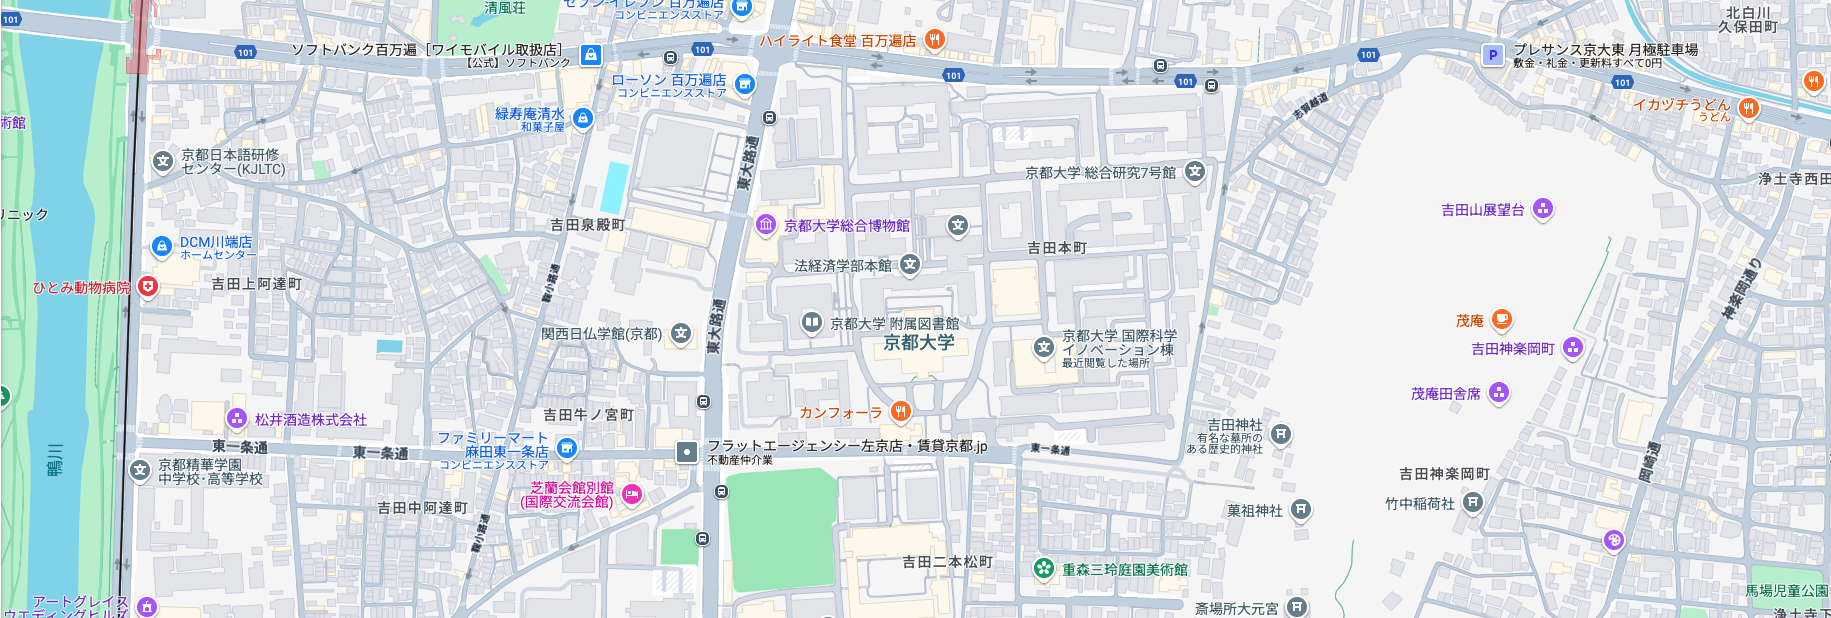 清風荘
セブン-イレブン 百万遍店
コンビニエンスストア
北白川
久保田町
101
101
101
101
101
101
101
ソフトバンク百万遍［ワイモバイル取扱店］
【公式】ソフトバンク
ハイライト食堂 百万遍店
P
プレサンス京大東 月極駐車場
敷金・礼金・更新料すべて0円
ローソン 百万遍店
コンビニエンスストア
緑寿庵清水
和菓子屋
志賀越道
イカヅチうどん
うどん
術館
京都日本語研修
センター(KJLTC)
東大路通
京都大学 総合研究7号館
浄土寺西田
リニック
吉田泉殿町
京都大学総合博物館
吉田山展望台
DCM川端店
ホームセンター
吉田本町
法経済学部本館
ひとみ動物病院
吉田上阿達町
鞠小路通
神楽岡通り
東大路通
関西日仏学館(京都)
京都大学 附属図書館
京都大学
京都大学 国際科学
イノベーション棟
最近閲覧した場所
茂庵
吉田神楽岡町
茂庵田舎席
松井酒造株式会社
吉田牛ノ宮町
カンフォーラ
吉田神社
有名な墓所の
ある歴史的神社
東一条通
東一条通
東一条通
ファミリーマート
麻田東一条店
コンビニエンスストア
フラットエージェンシー左京店・賃貸京都.jp
不動産仲介業
鴨川
京都精華学園
中学校·高等学校
吉田神楽岡町
神楽岡通
芝蘭会館別館
(国際交流会館)
吉田中阿達町
菓祖神社
竹中稲荷社
鞠小路通
吉田二本松町
重森三玲庭園美術館
アートグレイス
ウエディングヒルズ
斎場所大元宮
馬場児童公園
浄土寺下